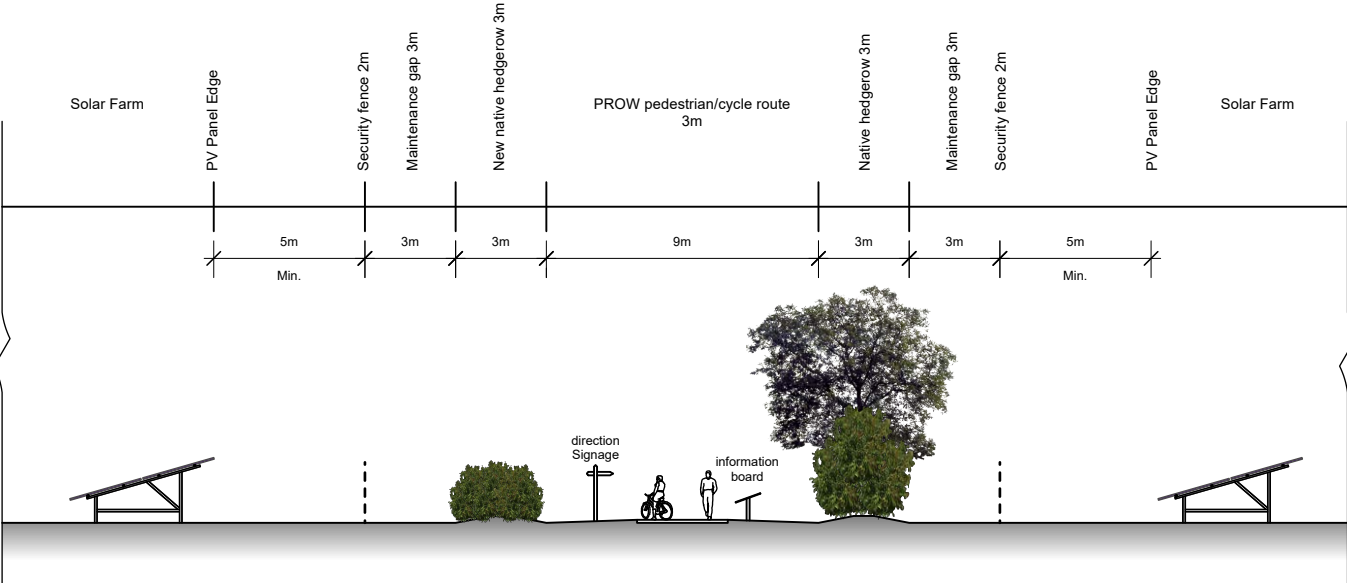 Solar Farm
PV Panel Edge
Security fence 2m
Maintenance gap 3m
New native hedgerow 3m
PROW pedestrian/cycle route
3m
Native hedgerow 3m
Maintenance gap 3m
Security fence 2m
PV Panel Edge
Solar Farm
5m
Min.
3m
3m
9m
3m
3m
5m
Min.
direction
Signage
information
board